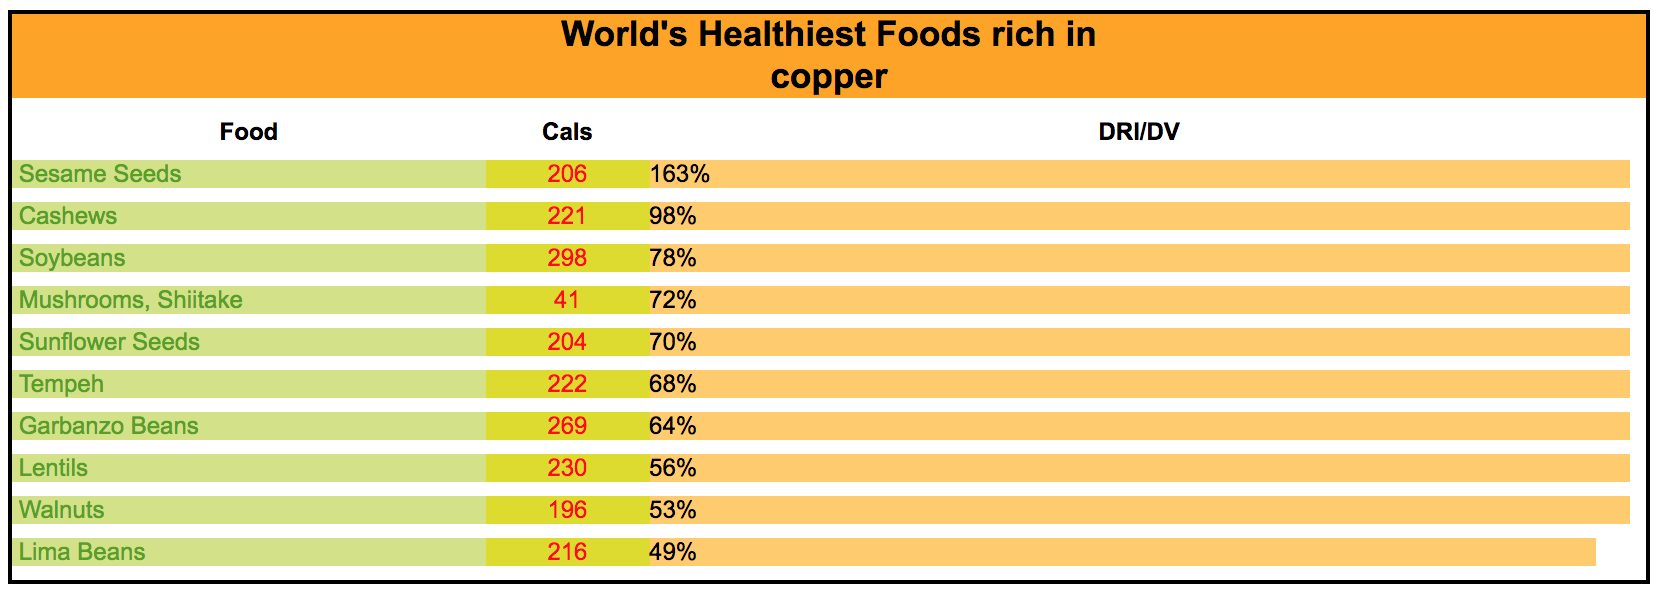 World's Healthiest Foods rich in
copper
Food Cals DRI/DV
Sesame Seeds 206 163%
Cashews 221 98%
Soybeans 298 78%
Mushrooms, Shiitake 41 72%
Sunflower Seeds 204 70%
Tempeh 222 68%
Garbanzo Beans 269 64%
Lentils 230 56%
Walnuts 196 53%
Lima Beans 216 49%